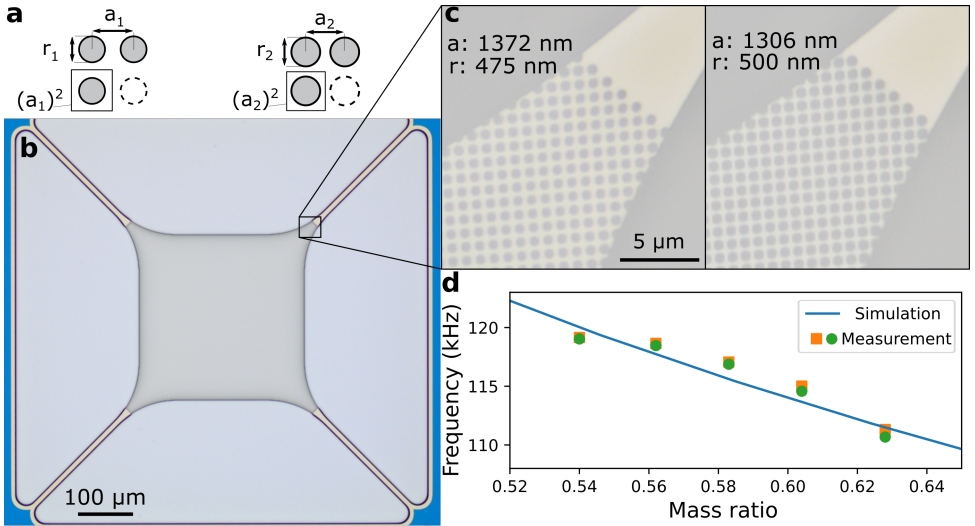 a
a₁
r₁
(a₁)²
a₂
r₂
(a₂)²
b
100 µm
c
a: 1372 nm
r: 475 nm
a: 1306 nm
r: 500 nm
5 µm
d
Frequency (kHz)
120
115
110
Simulation
Measurement
0.52 0.54 0.56 0.58 0.60 0.62 0.64
Mass ratio